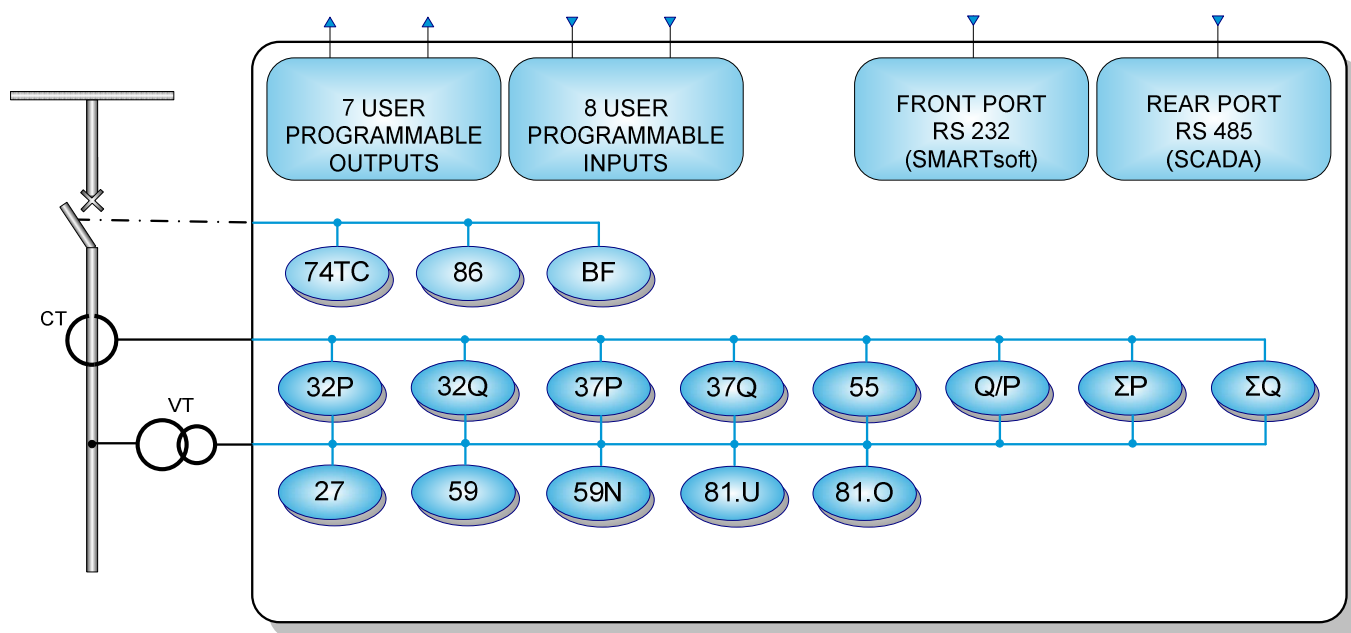 7 USER
PROGRAMMABLE
OUTPUTS
8 USER
PROGRAMMABLE
INPUTS
FRONT PORT
RS 232
(SMARTsoft)
REAR PORT
RS 485
(SCADA)
74TC
86
BF
CT
32P
32Q
37P
37Q
55
Q/P
ΣP
ΣQ
VT
27
59
59N
81.U
81.O